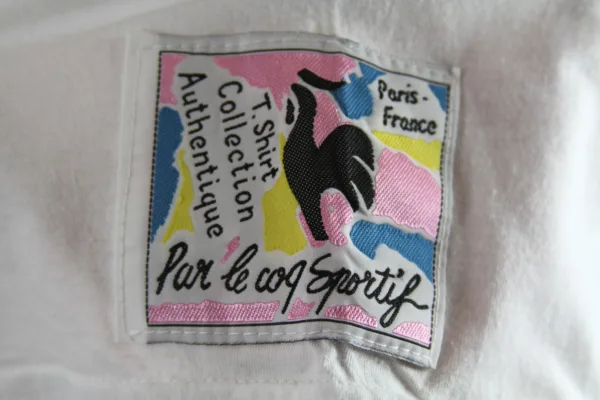 T.Shirt
Collection
Authentique
Paris-
France
Par le coq Sportif